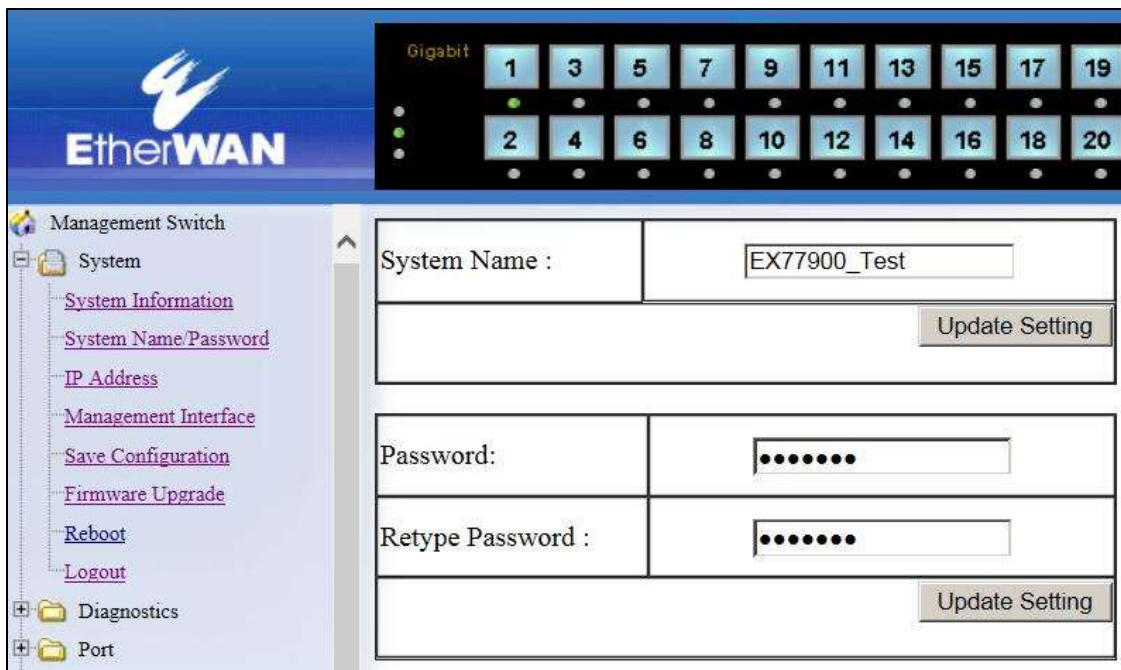 Gigabit
1 3 5 7 9 11 13 15 17 19
2 4 6 8 10 12 14 16 18 20
EtherWAN
Management Switch
System
System Information
System Name/Password
IP Address
Management Interface
Save Configuration
Firmware Upgrade
Reboot
Logout
Diagnostics
Port
System Name : EX77900_Test
Update Setting
Password: •••••••
Retype Password : •••••••
Update Setting